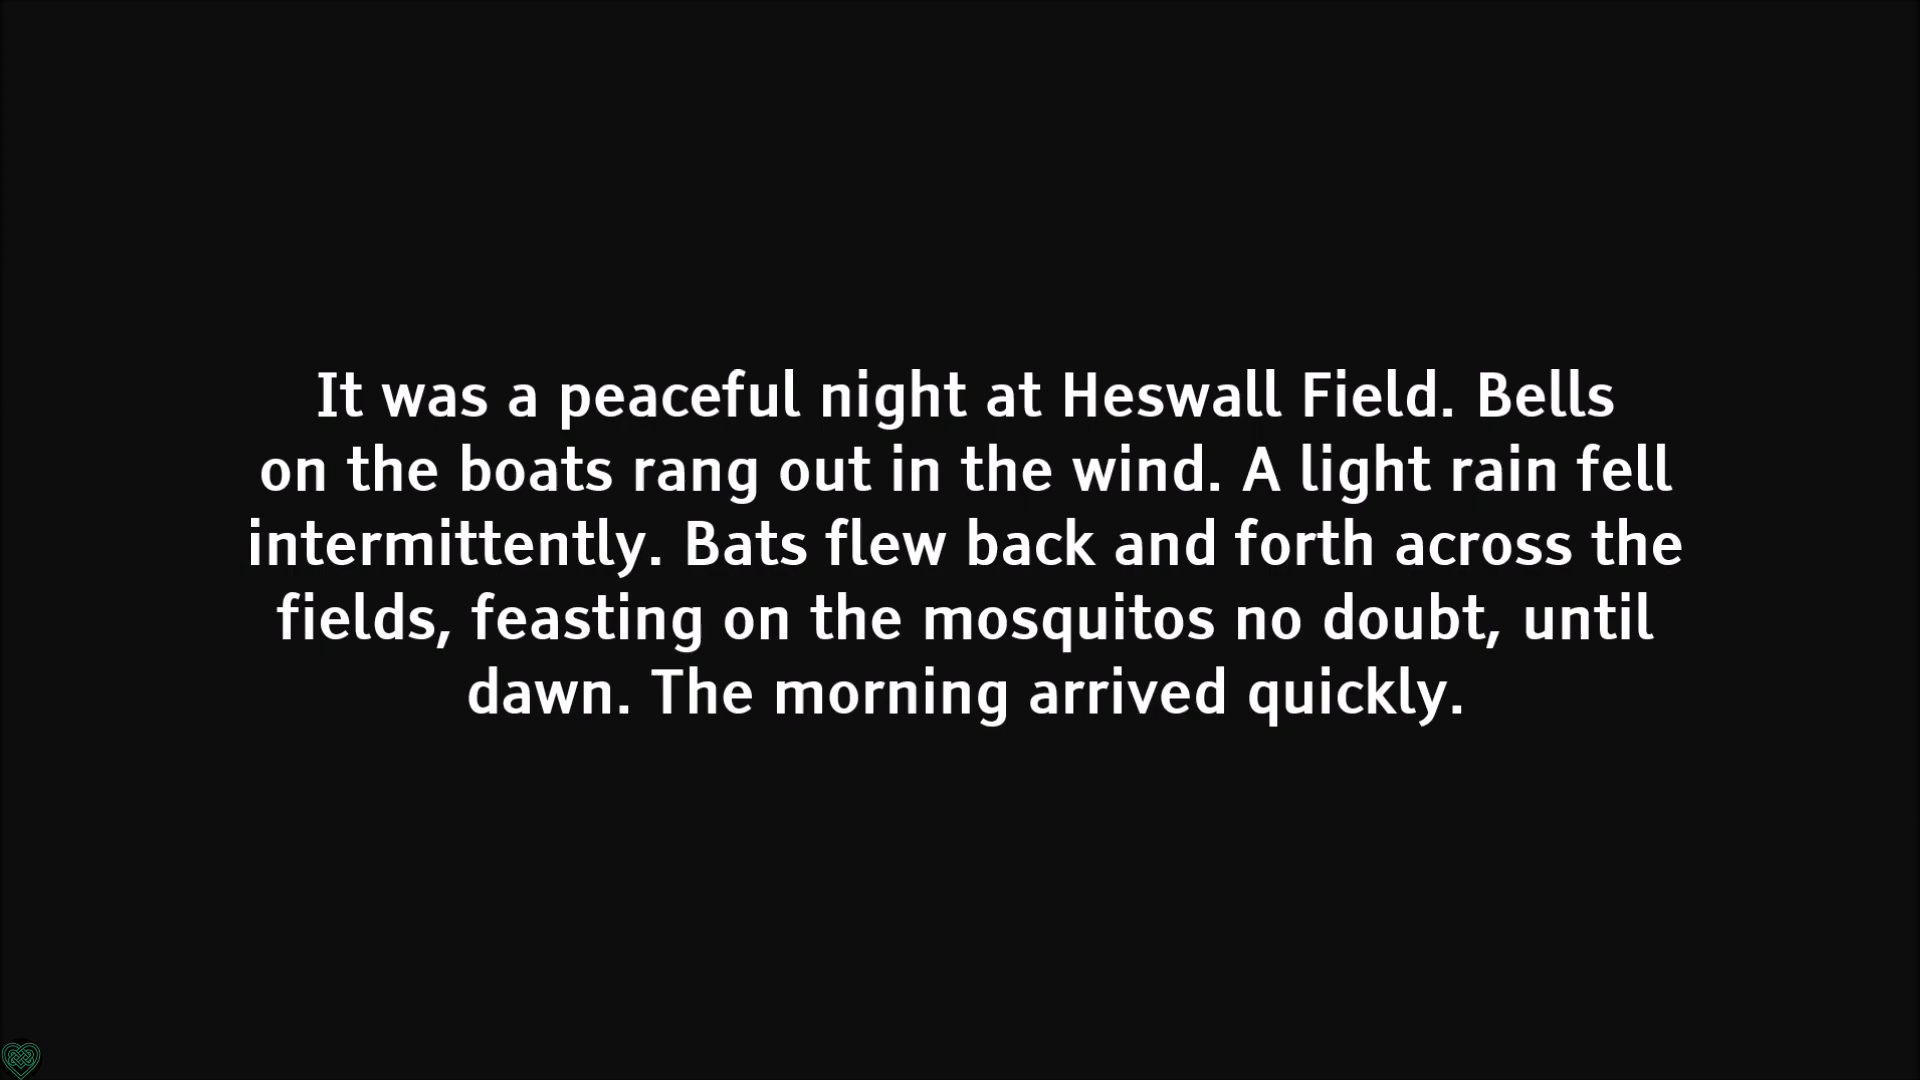 It was a peaceful night at Heswall Field. Bells
on the boats rang out in the wind. A light rain fell
intermittently. Bats flew back and forth across the
fields, feasting on the mosquitos no doubt, until
dawn. The morning arrived quickly.